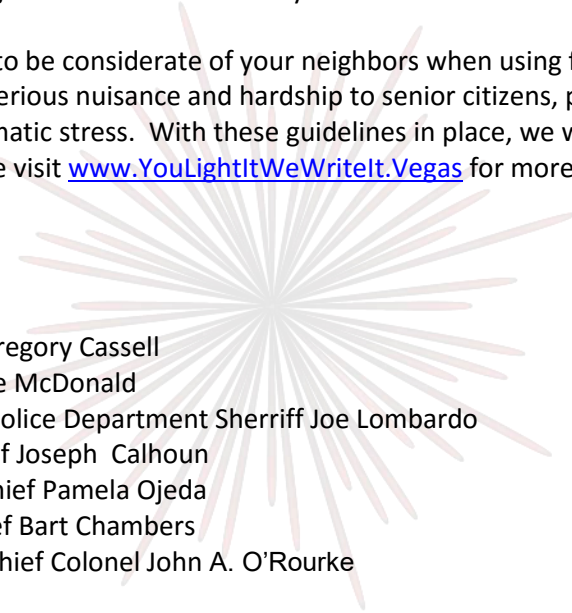 to be considerate of your neighbors when using
erious nuisance and hardship to senior citizens,
matic stress.  With these guidelines in place, we
e visit www.YouLightItWeWriteIt.Vegas for more
regory Cassell
e McDonald
olice Department Sherriff Joe Lombardo
f Joseph  Calhoun
hief Pamela Ojeda
ef Bart Chambers
hief Colonel John A. O’Rourke